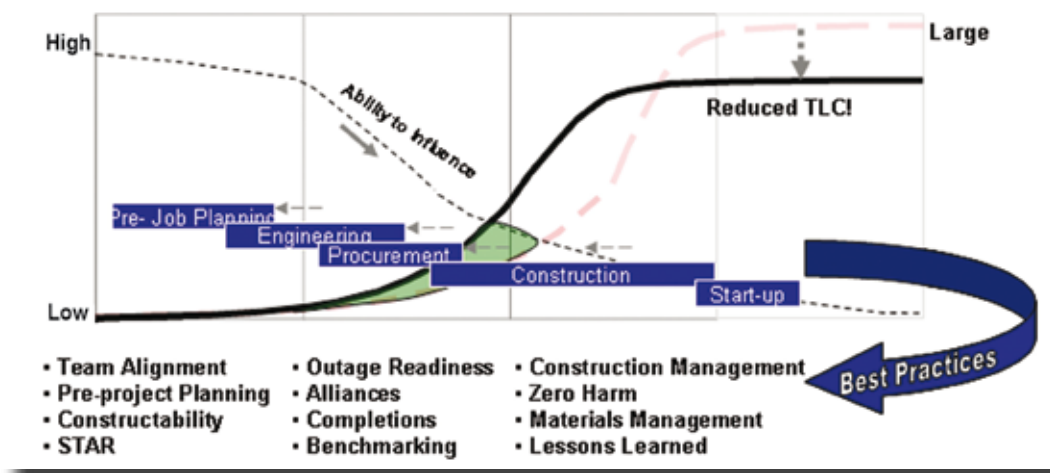 High
Large
Ability to Influence
Reduced TLC!
Pre- Job Planning
Engineering
Procurement
Construction
Start-up
Low
Best Practices
▪ Team Alignment
▪ Pre-project Planning
▪ Constructability
▪ STAR
▪ Outage Readiness
▪ Alliances
▪ Completions
▪ Benchmarking
▪ Construction Management
▪ Zero Harm
▪ Materials Management
▪ Lessons Learned